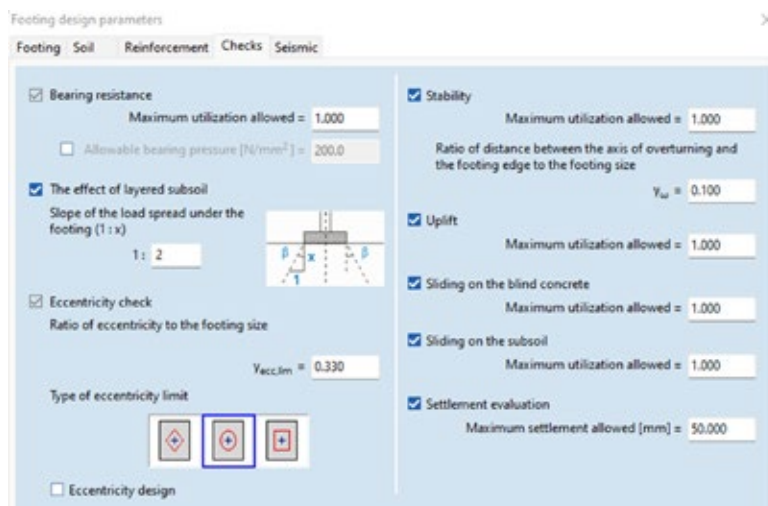 Footing design parameters
Footing Soil Reinforcement Checks Seismic
Bearing resistance
Maximum utilization allowed = 1.000
Allowable bearing pressure [N/mm²] = 200.0
The effect of layered subsoil
Slope of the load spread under the
footing (1 : x)
1 : 2
β x β
1
Eccentricity check
Ratio of eccentricity to the footing size
γecc,lim = 0.330
Type of eccentricity limit
Eccentricity design
Stability
Maximum utilization allowed = 1.000
Ratio of distance between the axis of overturning and
the footing edge to the footing size
γω = 0.100
Uplift
Maximum utilization allowed = 1.000
Sliding on the blind concrete
Maximum utilization allowed = 1.000
Sliding on the subsoil
Maximum utilization allowed = 1.000
Settlement evaluation
Maximum settlement allowed [mm] = 50.000